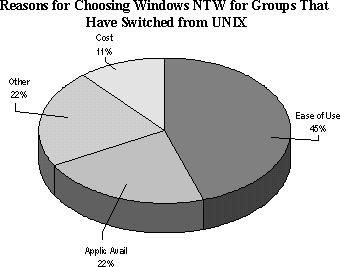 Reasons for Choosing Windows NTW for Groups That
Have Switched from UNIX
Cost
11%
Other
22%
Ease of Use
45%
Applic Avail
22%